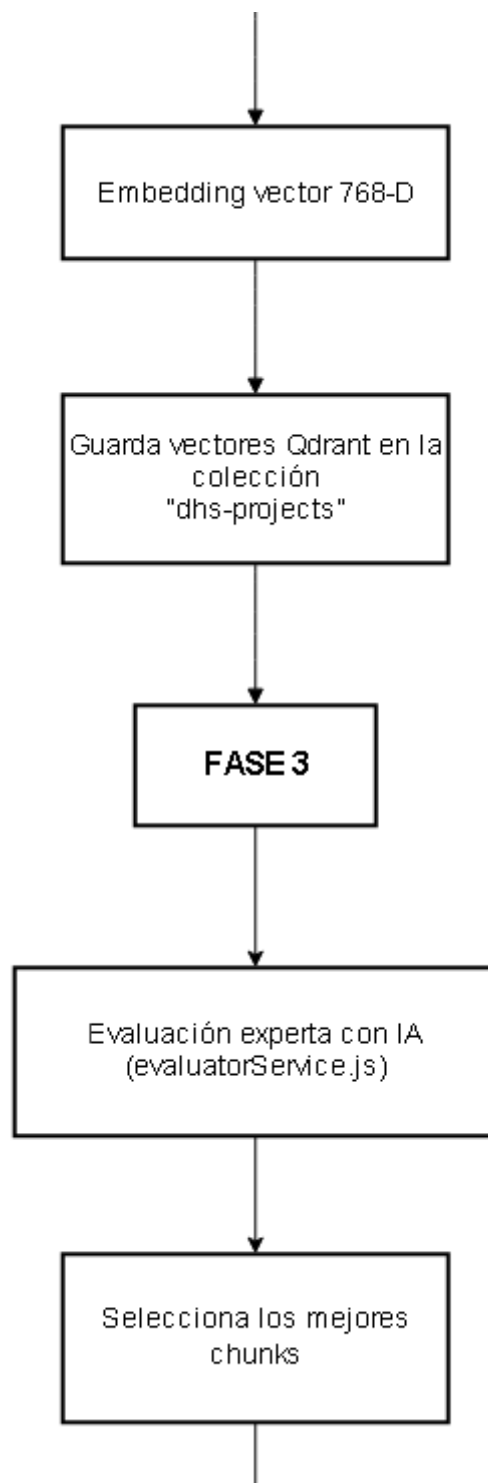 Embedding vector 768-D
Guarda vectores Qdrant en la
colección
"dhs-projects"
FASE 3
Evaluación experta con IA
(evaluatorService.js)
Selecciona los mejores
chunks